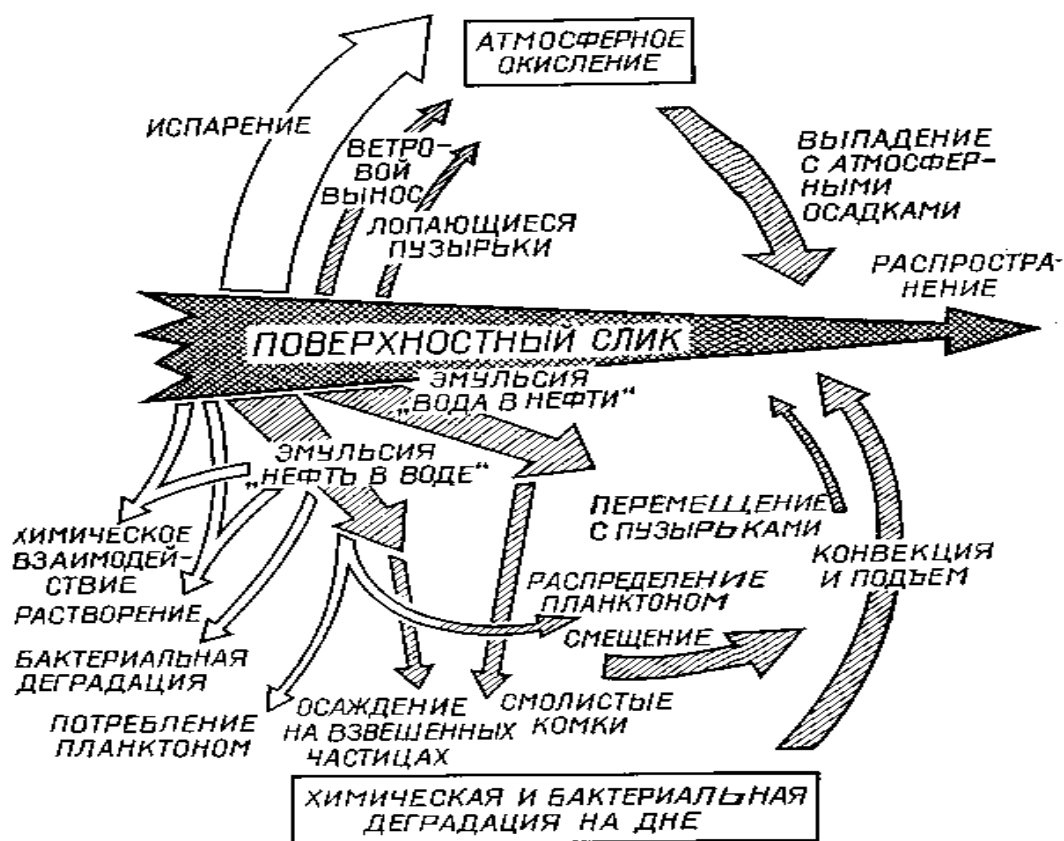 АТМОСФЕРНОЕ
ОКИСЛЕНИЕ
ИСПАРЕНИЕ
ВЕТРО-
ВОЙ
ВЫНОС
ЛОПАЮЩИЕСЯ
ПУЗЫРЬКИ
ВЫПАДЕНИЕ
С АТМОСФЕР-
НЫМИ
ОСАДКАМИ
РАСПРОСТРА-
НЕНИЕ
ПОВЕРХНОСТНЫЙ СЛИК
ЭМУЛЬСИЯ
„ВОДА В НЕФТИ“
ЭМУЛЬСИЯ
„НЕФТЬ В ВОДЕ“
ХИМИЧЕСКОЕ
ВЗАИМОДЕЙ-
СТВИЕ
РАСТВОРЕНИЕ
БАКТЕРИАЛЬНАЯ
ДЕГРАДАЦИЯ
ПОТРЕБЛЕНИЕ
ПЛАНКТОНОМ
ОСАЖДЕНИЕ
НА ВЗВЕШЕННЫХ
ЧАСТИЦАХ
СМОЛИСТЫЕ
КОМКИ
РАСПРЕДЕЛЕНИЕ
ПЛАНКТОНОМ
СМЕЩЕНИЕ
ПЕРЕМЕЩЕНИЕ
С ПУЗЫРЬКАМИ
КОНВЕКЦИЯ
И ПОДЪЕМ
ХИМИЧЕСКАЯ И БАКТЕРИАЛЬНАЯ
ДЕГРАДАЦИЯ НА ДНЕ